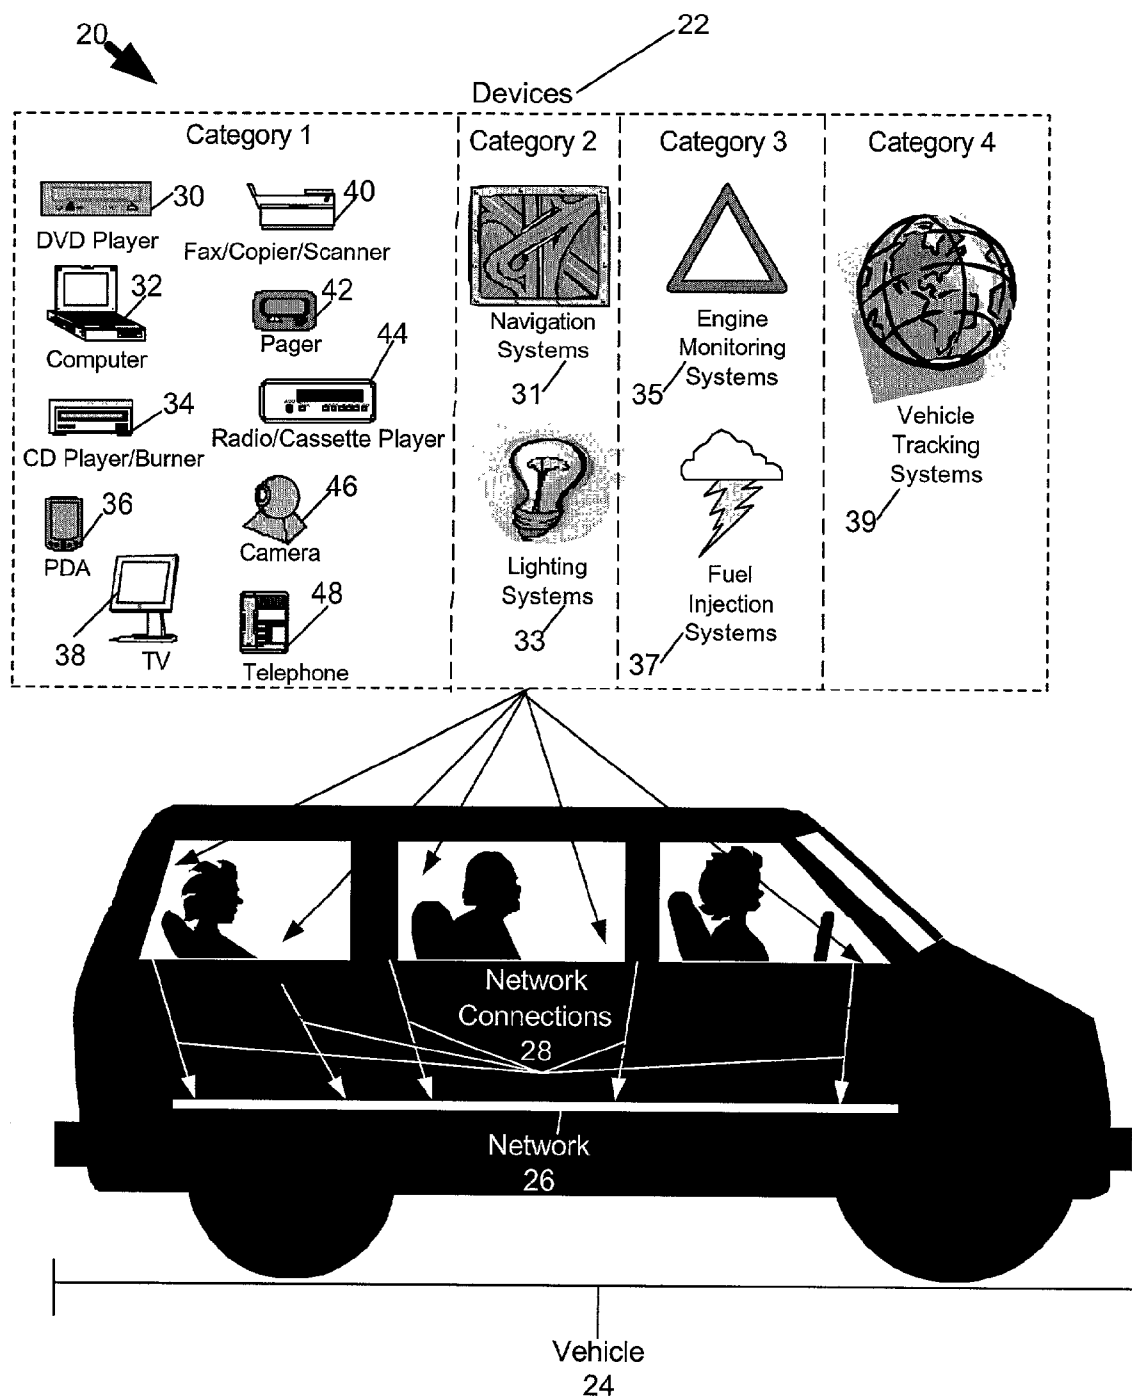 20
22
Devices
Category 1
Category 2
Category 3
Category 4
30
DVD Player
40
Fax/Copier/Scanner
32
Computer
42
Pager
44
Radio/Cassette Player
34
CD Player/Burner
36
PDA
46
Camera
38
TV
48
Telephone
Navigation
Systems
31
Lighting
Systems
33
Engine
Monitoring
Systems
35
Fuel
Injection
Systems
37
Vehicle
Tracking
Systems
39
Network
Connections
28
Network
26
Vehicle
24